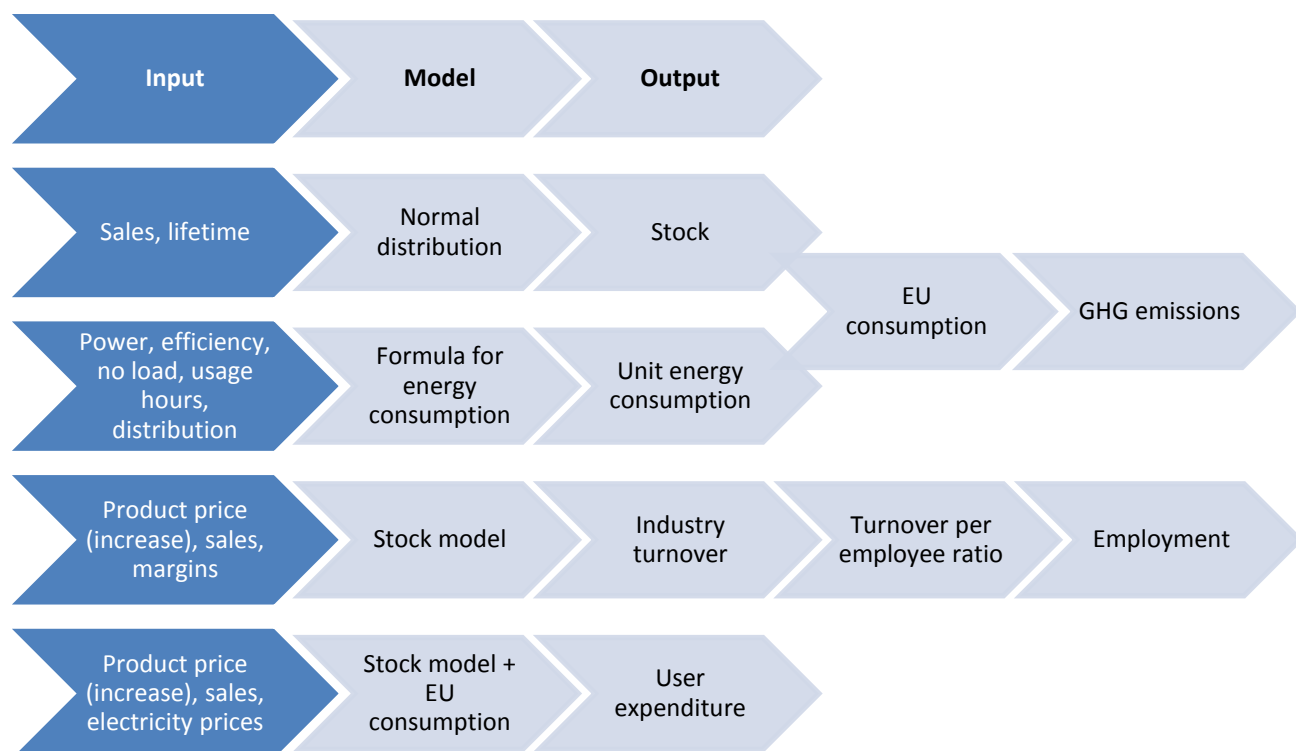 Input
Model
Output
Sales, lifetime
Normal
distribution
Stock
EU
consumption
GHG emissions
Power, efficiency,
no load, usage
hours,
distribution
Formula for
energy
consumption
Unit energy
consumption
Product price
(increase), sales,
margins
Stock model
Industry
turnover
Turnover per
employee ratio
Employment
Product price
(increase), sales,
electricity prices
Stock model +
EU
consumption
User
expenditure